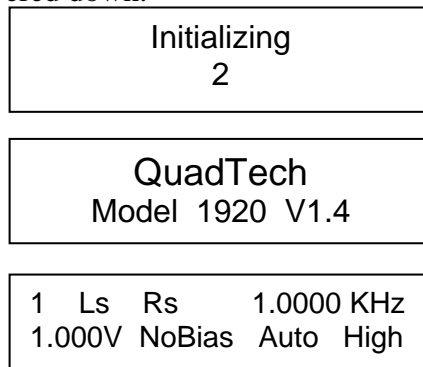 Initializing
2
QuadTech
Model 1920 V1.4
1 Ls Rs 1.0000 KHz
1.000V NoBias Auto High